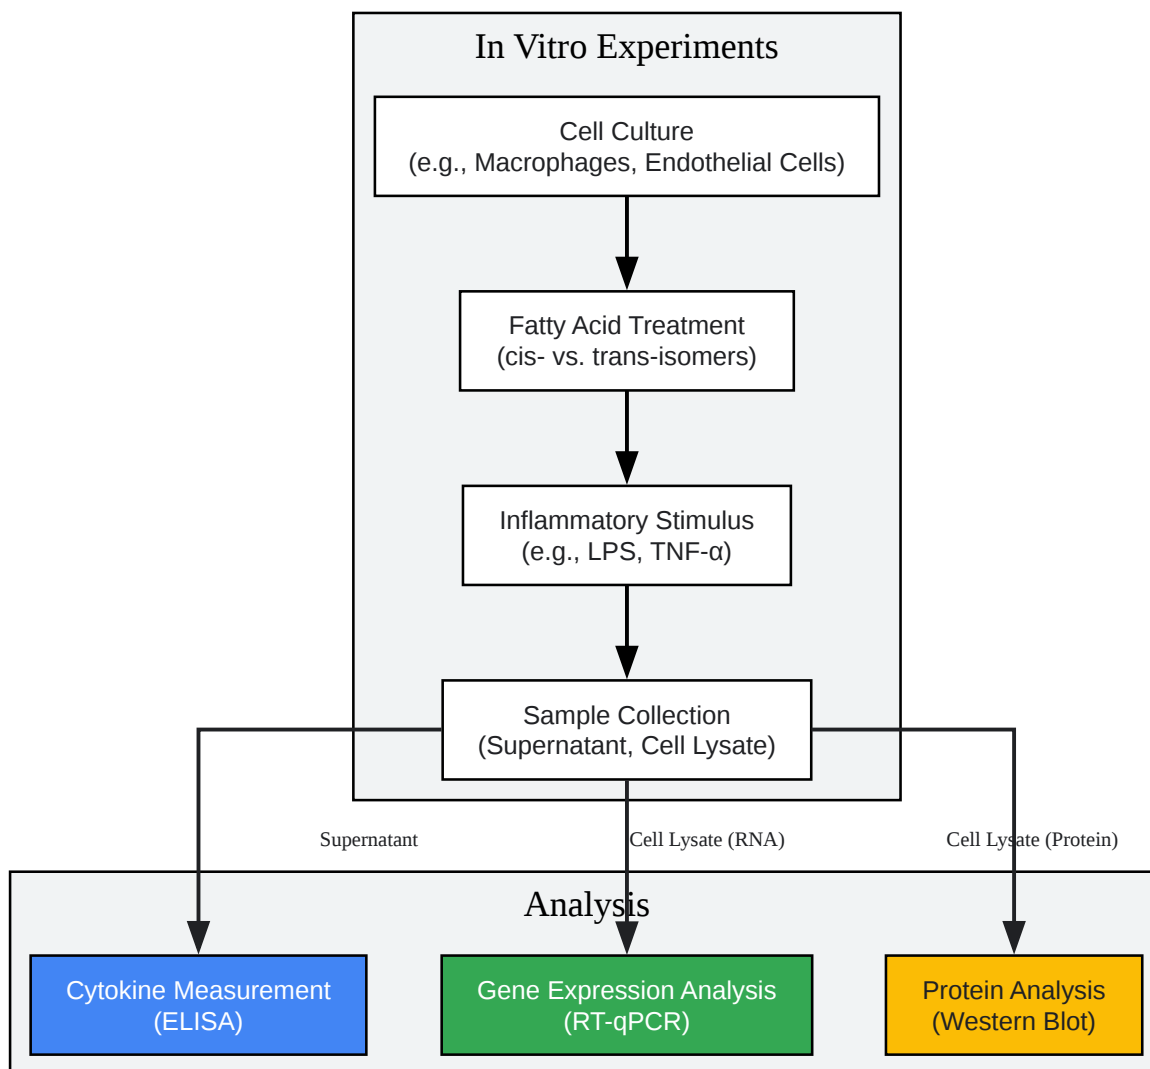 In Vitro Experiments
Cell Culture
(e.g., Macrophages, Endothelial Cells)
Fatty Acid Treatment
(cis- vs. trans-isomers)
Inflammatory Stimulus
(e.g., LPS, TNF-α)
Sample Collection
(Supernatant, Cell Lysate)
Supernatant
Cell Lysate (RNA)
Cell Lysate (Protein)
Analysis
Cytokine Measurement
(ELISA)
Gene Expression Analysis
(RT-qPCR)
Protein Analysis
(Western Blot)